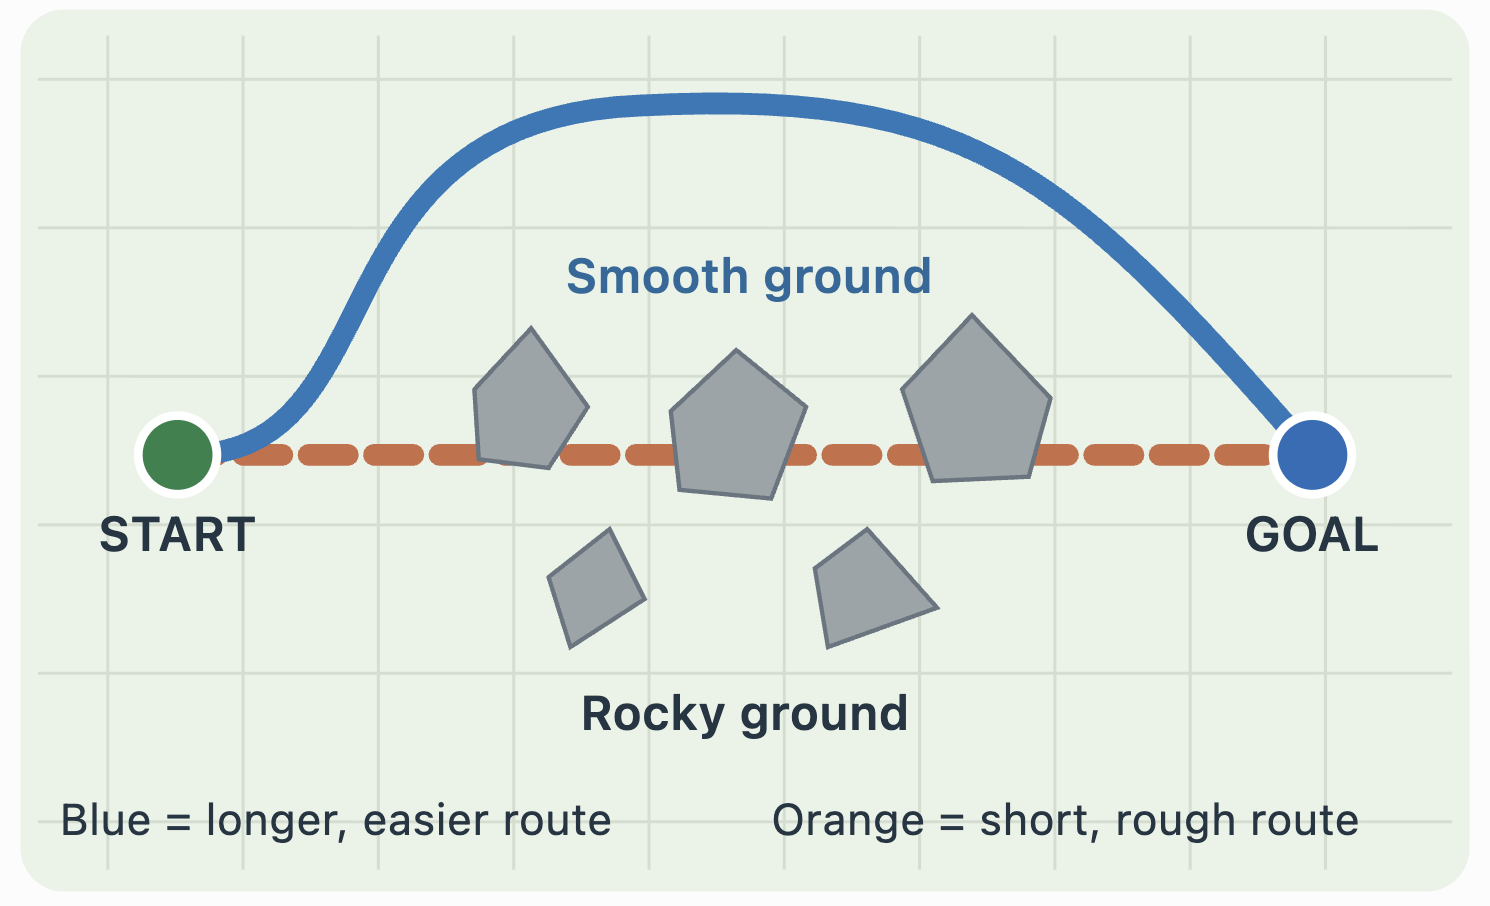 Smooth ground
START
GOAL
Rocky ground
Blue = longer, easier route
Orange = short, rough route